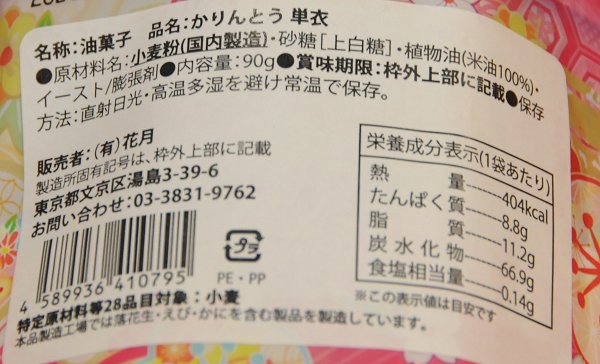 名称:油菓子 品名:かりんとう 単衣
●原材料名:小麦粉(国内製造)・砂糖[上白糖]・植物油(米油100%)・
イースト/膨張剤●内容量:90g●賞味期限:枠外上部に記載●保存
方法:直射日光・高温多湿を避け常温で保存。
販売者:(有)花月
製造所固有記号は、枠外上部に記載
東京都文京区湯島3-39-6
お問い合わせ:03-3831-9762
4 589936 410795
プラ
PE・PP
栄養成分表示(1袋あたり)
熱量------404kcal
たんぱく質------8.8g
脂質------11.2g
炭水化物------66.9g
食塩相当量------0.14g
※この表示値は目安です
特定原材料等28品目対象:小麦
本品製造工場では落花生・えび・かにを含む製品を製造しています。